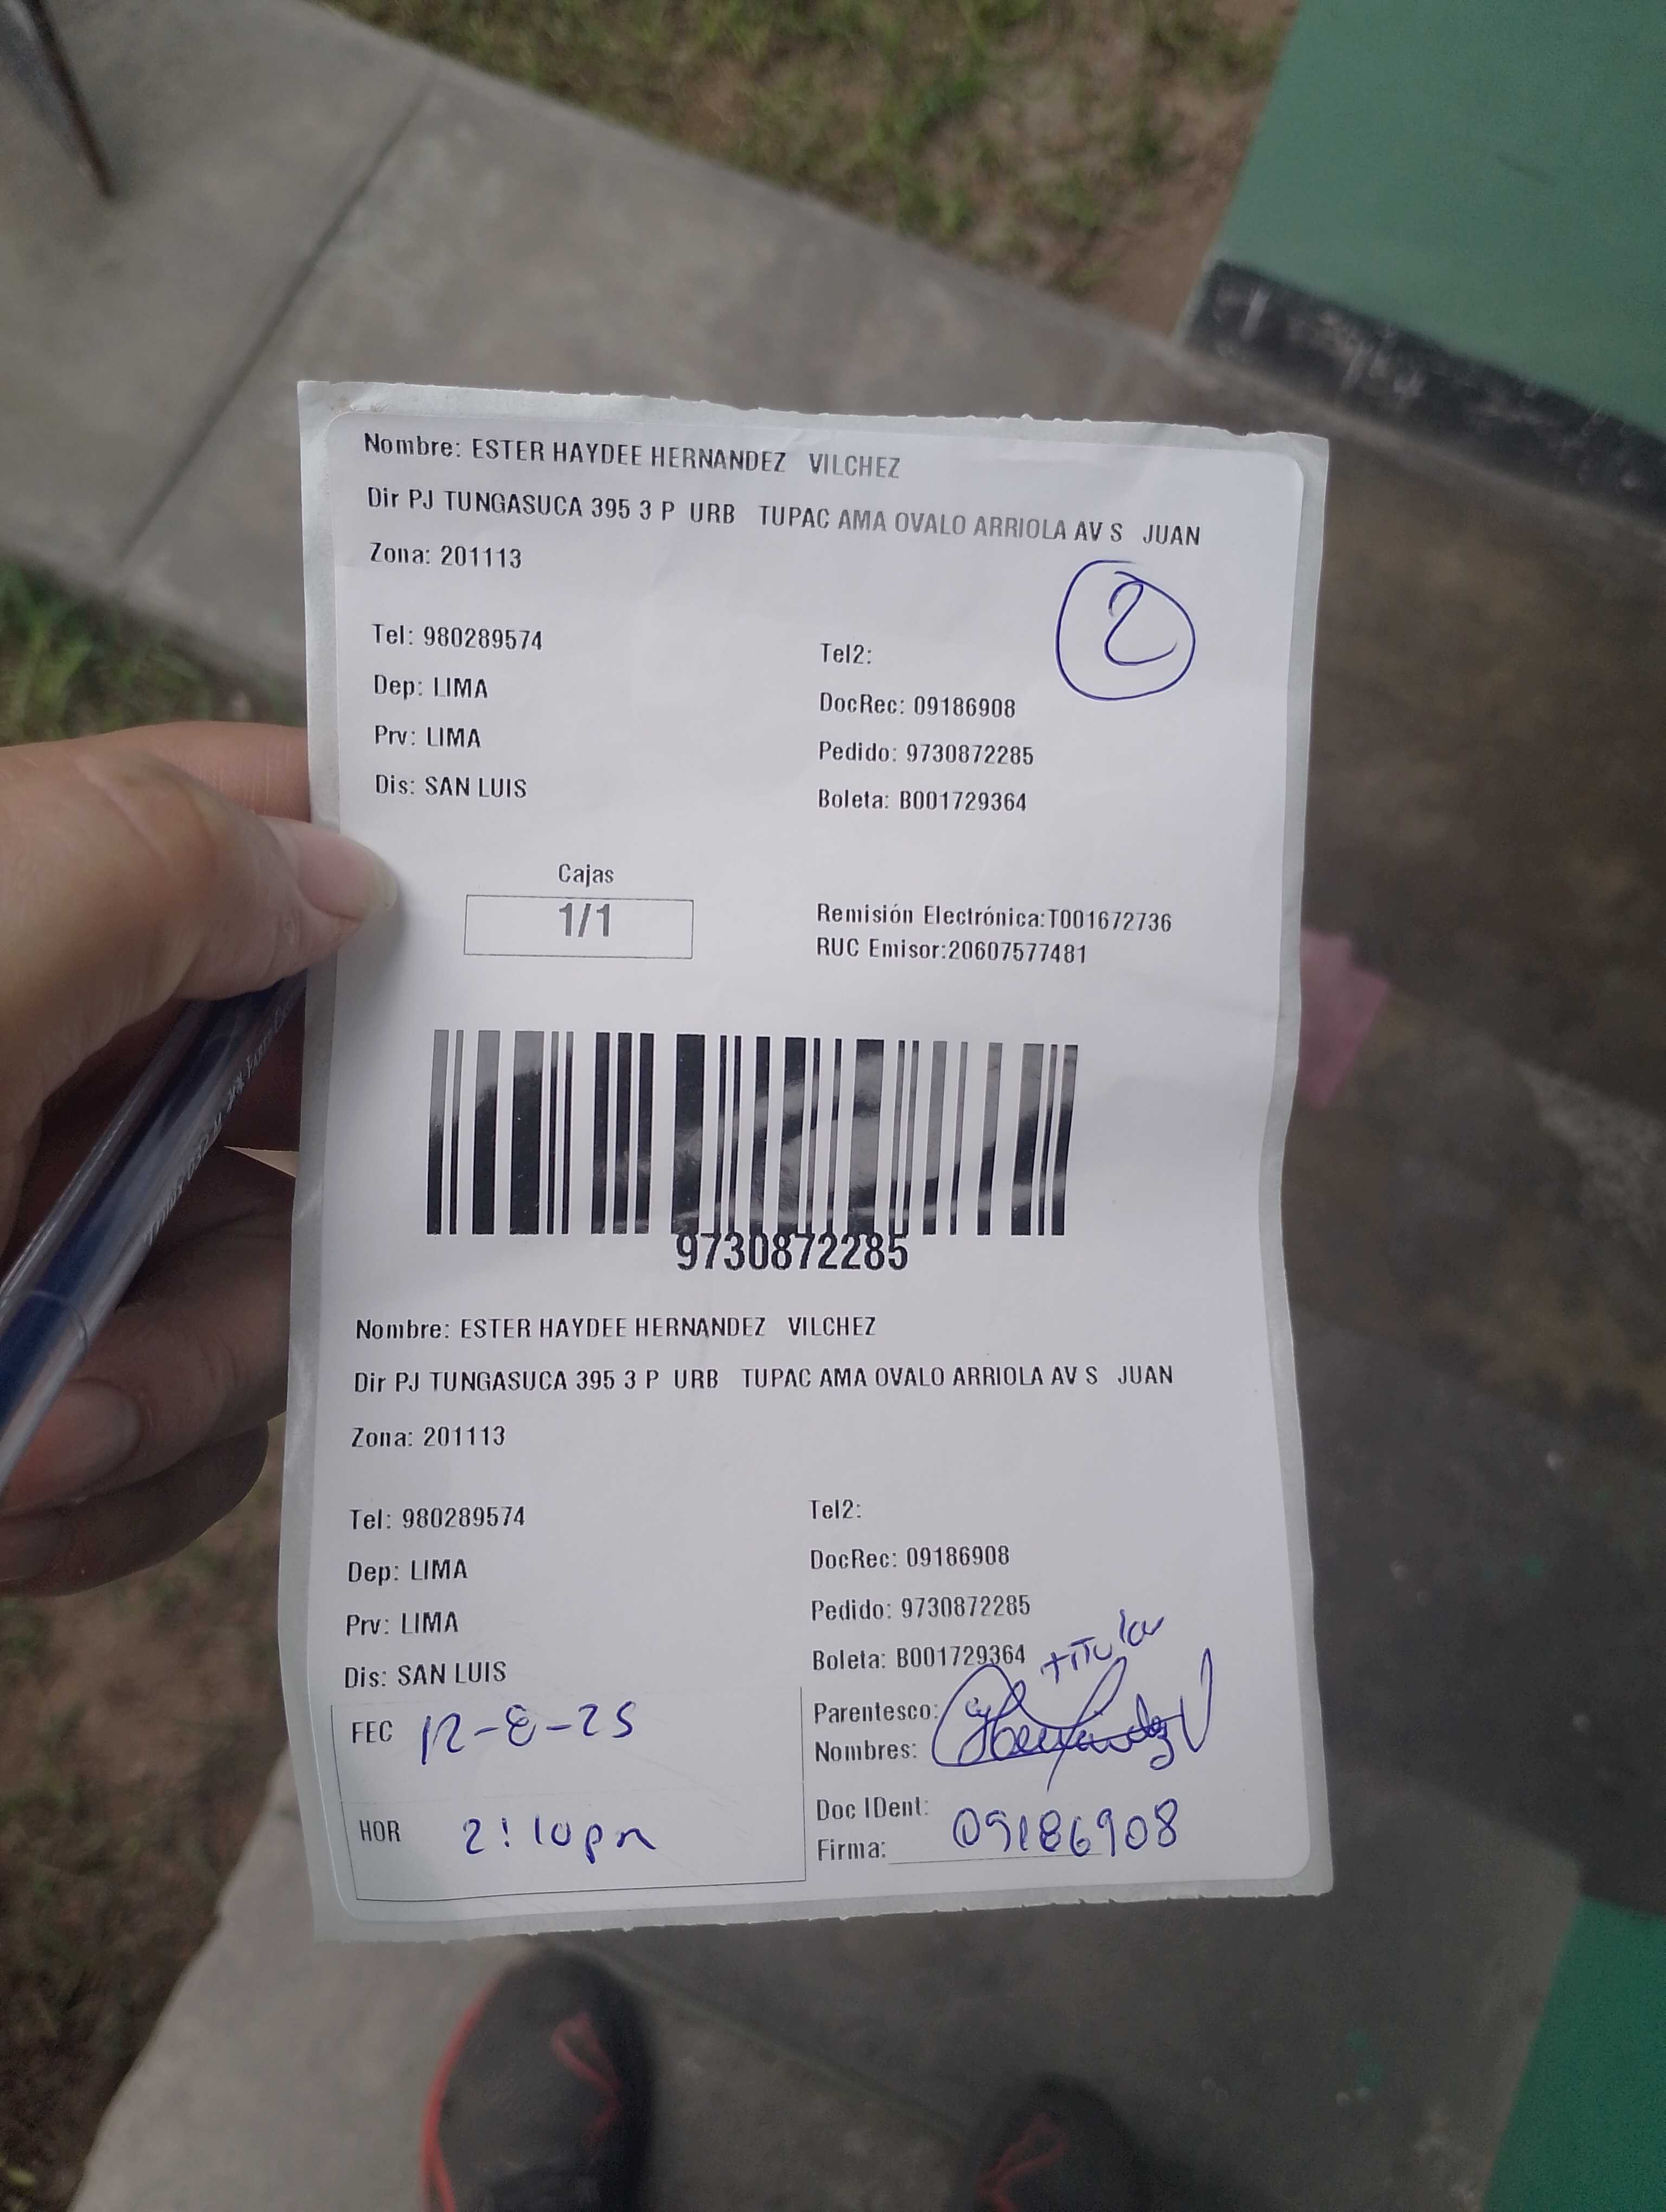 Nombre: ESTER HAYDEE HERNANDEZ VILCHEZ
Dir PJ TUNGASUCA 395 3 P URB TUPAC AMA OVALO ARRIOLA AV S JUAN
Zona: 201113
2
Tel: 980289574
Tel2:
Dep: LIMA
DocRec: 09186908
Prv: LIMA
Pedido: 9730872285
Dis: SAN LUIS
Boleta: B001729364
Cajas
1/1
Remisión Electrónica:T001672736
RUC Emisor:20607577481
9730872285
Nombre: ESTER HAYDEE HERNANDEZ VILCHEZ
Dir PJ TUNGASUCA 395 3 P URB TUPAC AMA OVALO ARRIOLA AV S JUAN
Zona: 201113
Tel: 980289574
Tel2:
Dep: LIMA
DocRec: 09186908
Prv: LIMA
Pedido: 9730872285
Dis: SAN LUIS
Boleta: B001729364
titular
FEC 12-8-25
Parentesco:
Nombres:
HOR 2:10pm
Doc IDent:
Firma: 09186908